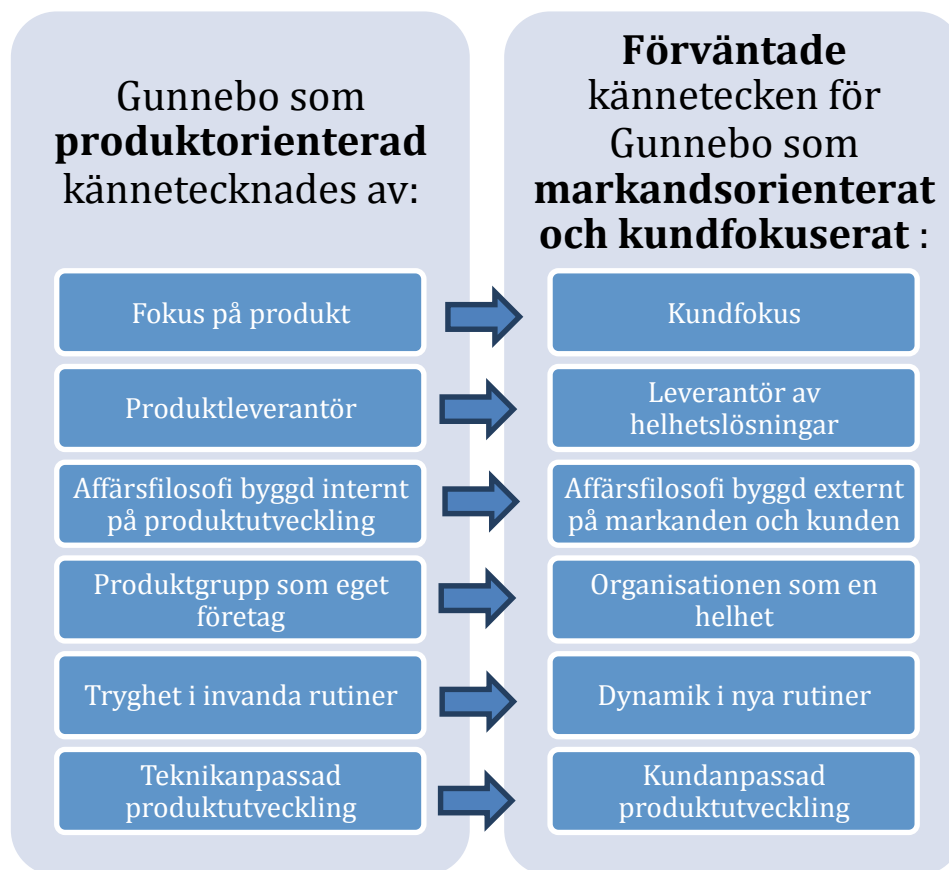 Gunnebo som
produktorienterad
kännetecknades av:
Fokus på produkt
Produktleverantör
Affärsfilosofi byggd internt
på produktutveckling
Produktgrupp som eget
företag
Tryghet i invanda rutiner
Teknikanpassad
produktutveckling
Förväntade
kännetecken för
Gunnebo som
markandsorienterat
och kundfokuserat :
Kundfokus
Leverantör av
helhetslösningar
Affärsfilosofi byggd externt
på markanden och kunden
Organisationen som en
helhet
Dynamik i nya rutiner
Kundanpassad
produktutveckling